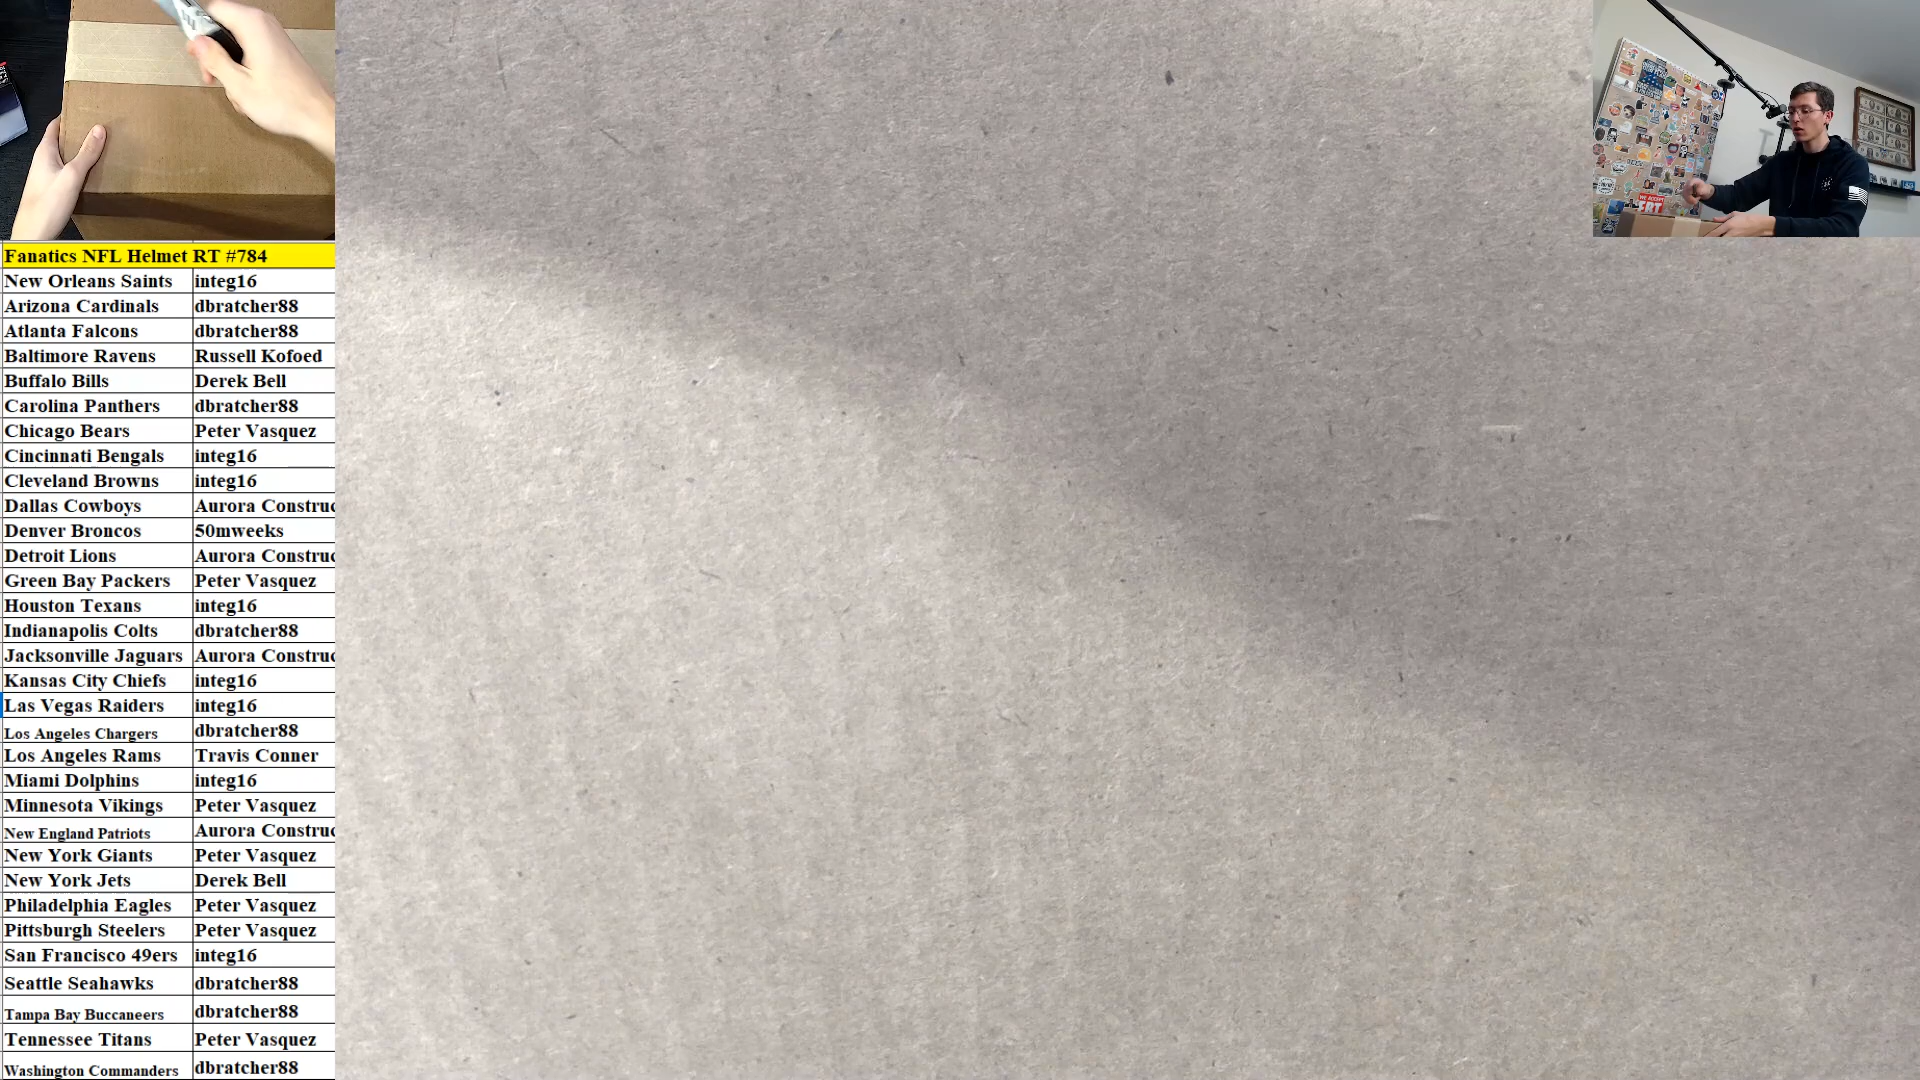 Fanatics NFL Helmet RT #784
New Orleans Saints integ16
Arizona Cardinals dbratcher88
Atlanta Falcons dbratcher88
Baltimore Ravens Russell Kofoed
Buffalo Bills Derek Bell
Carolina Panthers dbratcher88
Chicago Bears Peter Vasquez
Cincinnati Bengals integ16
Cleveland Browns integ16
Dallas Cowboys Aurora Construc
Denver Broncos 50mweeks
Detroit Lions Aurora Construc
Green Bay Packers Peter Vasquez
Houston Texans integ16
Indianapolis Colts dbratcher88
Jacksonville Jaguars Aurora Construc
Kansas City Chiefs integ16
Las Vegas Raiders integ16
Los Angeles Chargers dbratcher88
Los Angeles Rams Travis Conner
Miami Dolphins integ16
Minnesota Vikings Peter Vasquez
New England Patriots Aurora Construc
New York Giants Peter Vasquez
New York Jets Derek Bell
Philadelphia Eagles Peter Vasquez
Pittsburgh Steelers Peter Vasquez
San Francisco 49ers integ16
Seattle Seahawks dbratcher88
Tampa Bay Buccaneers dbratcher88
Tennessee Titans Peter Vasquez
Washington Commanders dbratcher88
WE ACCEPT
EBT